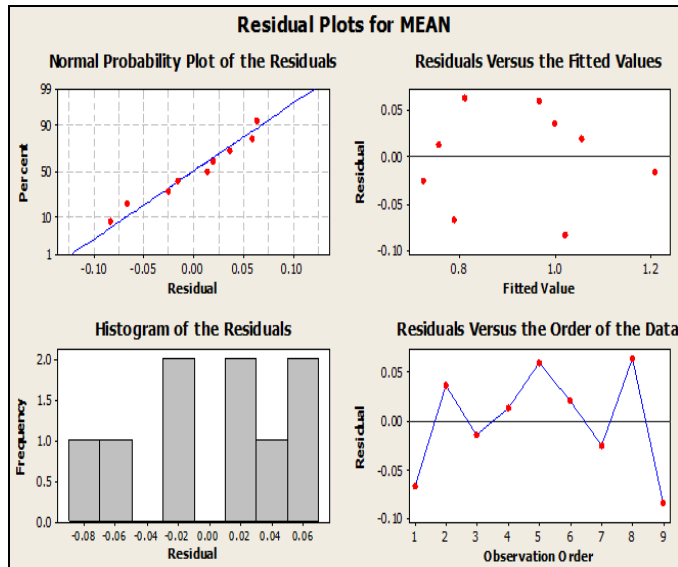 Residual Plots for MEAN
Normal Probability Plot of the Residuals
99
90
50
10
1
Percent
-0.10 -0.05 0.00 0.05 0.10
Residual
Residuals Versus the Fitted Values
0.05
0.00
-0.05
-0.10
Residual
0.8 1.0 1.2
Fitted Value
Histogram of the Residuals
2.0
1.5
1.0
0.5
0.0
Frequency
-0.08 -0.06 -0.04 -0.02 0.00 0.02 0.04 0.06
Residual
Residuals Versus the Order of the Data
0.05
0.00
-0.05
-0.10
Residual
1 2 3 4 5 6 7 8 9
Observation Order